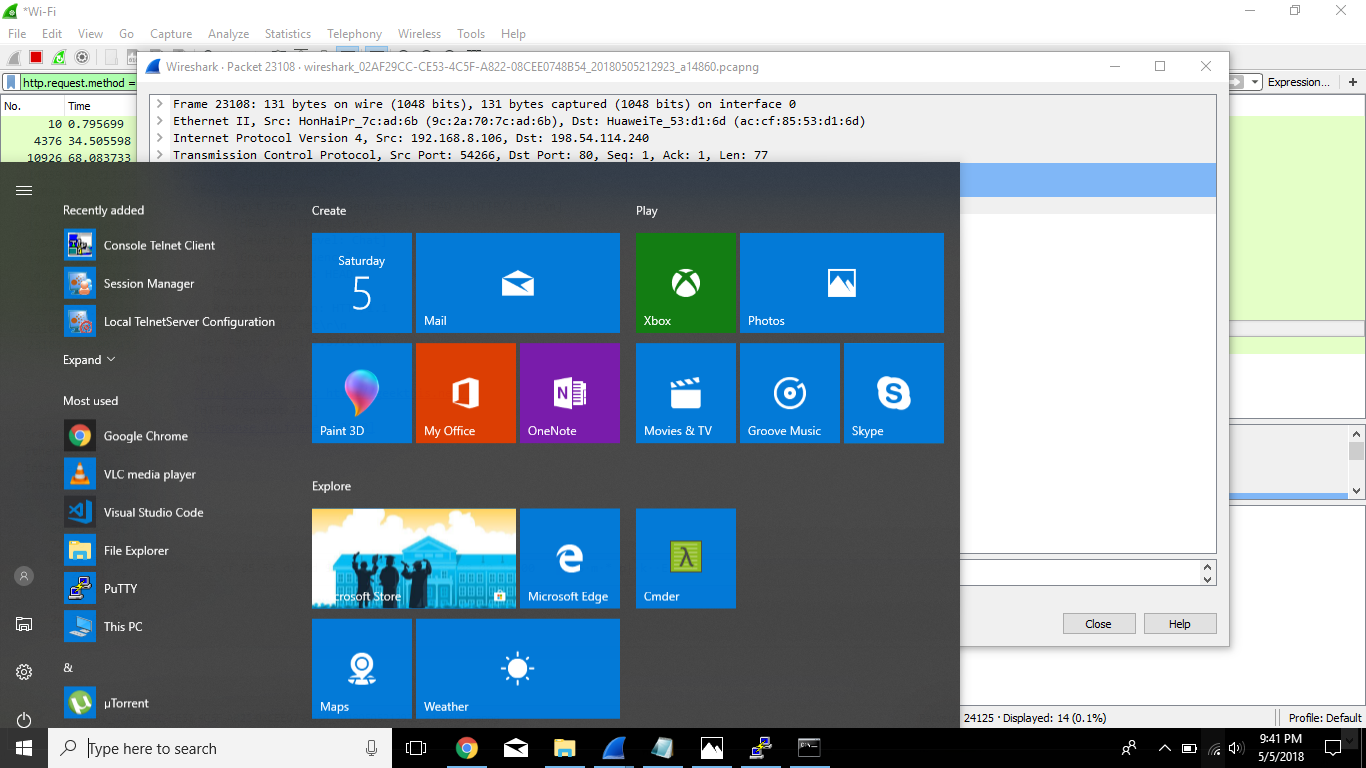 *Wi-Fi
File Edit View Go Capture Analyze Statistics Telephony Wireless Tools Help
Wireshark · Packet 23108 · wireshark_02AF29CC-CE53-4C5F-A822-08CEE0748B54_20180505212923_a14860.pcapng
http.request.method =
Expression...
+
No. Time
10 0.795699
4376 34.505598
10926 68.083733
Frame 23108: 131 bytes on wire (1048 bits), 131 bytes captured (1048 bits) on interface 0
Ethernet II, Src: HonHaiPr_7c:ad:6b (9c:2a:70:7c:ad:6b), Dst: HuaweiTe_53:d1:6d (ac:cf:85:53:d1:6d)
Internet Protocol Version 4, Src: 192.168.8.106, Dst: 198.54.114.240
Transmission Control Protocol, Src Port: 54266, Dst Port: 80, Seq: 1, Ack: 1, Len: 77
Recently added
Console Telnet Client
Session Manager
Local TelnetServer Configuration
Expand
Most used
Google Chrome
VLC media player
Visual Studio Code
File Explorer
PuTTY
This PC
&
µTorrent
Create
Saturday
5
Mail
Paint 3D
My Office
OneNote
Play
Xbox
Photos
Movies & TV
Groove Music
Skype
Explore
crosoft Store
Microsoft Edge
Cmder
Maps
Weather
Close
Help
24125 · Displayed: 14 (0.1%)
Profile: Default
Type here to search
9:41 PM
5/5/2018